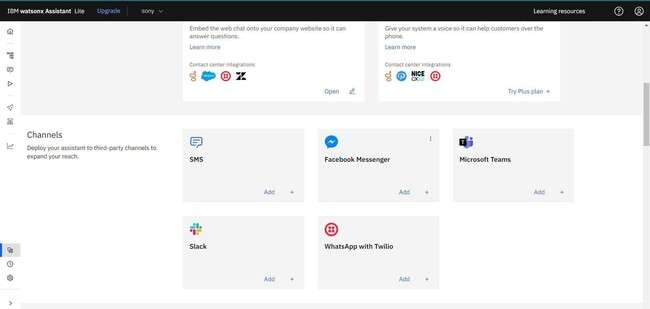 IBM watsonx Assistant Lite Upgrade sony Learning resources
Embed the web chat onto your company website so it can
answer questions.
Learn more
Contact center integrations
salesforce
Open
Give your system a voice so it can help customers over the
phone.
Learn more
Contact center integrations
NICE
CXone
Try Plus plan +
Channels
Deploy your assistant to third-party channels to
expand your reach.
SMS
Add +
Facebook Messenger
Add +
Microsoft Teams
Add +
Slack
Add +
WhatsApp with Twilio
Add +